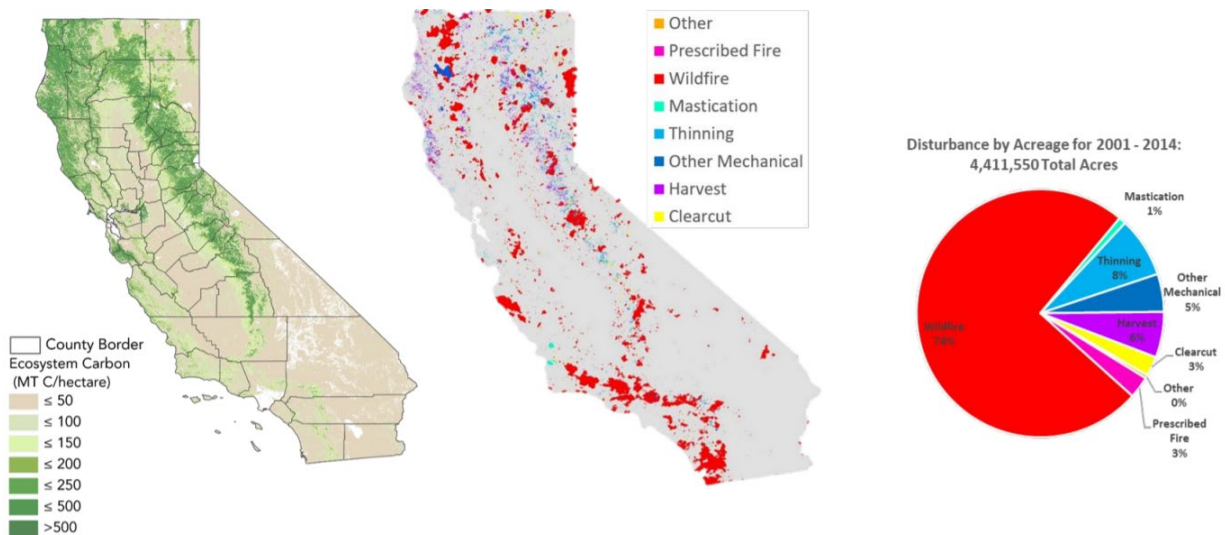 County Border
Ecosystem Carbon
(MT C/hectare)
≤ 50
≤ 100
≤ 150
≤ 200
≤ 250
≤ 500
>500
Other
Prescribed Fire
Wildfire
Mastication
Thinning
Other Mechanical
Harvest
Clearcut
Disturbance by Acreage for 2001 - 2014:
4,411,550 Total Acres
Mastication
1%
Thinning
8%
Other
Mechanical
5%
Harvest
6%
Clearcut
3%
Other
0%
Prescribed
Fire
3%
Wildfire
74%